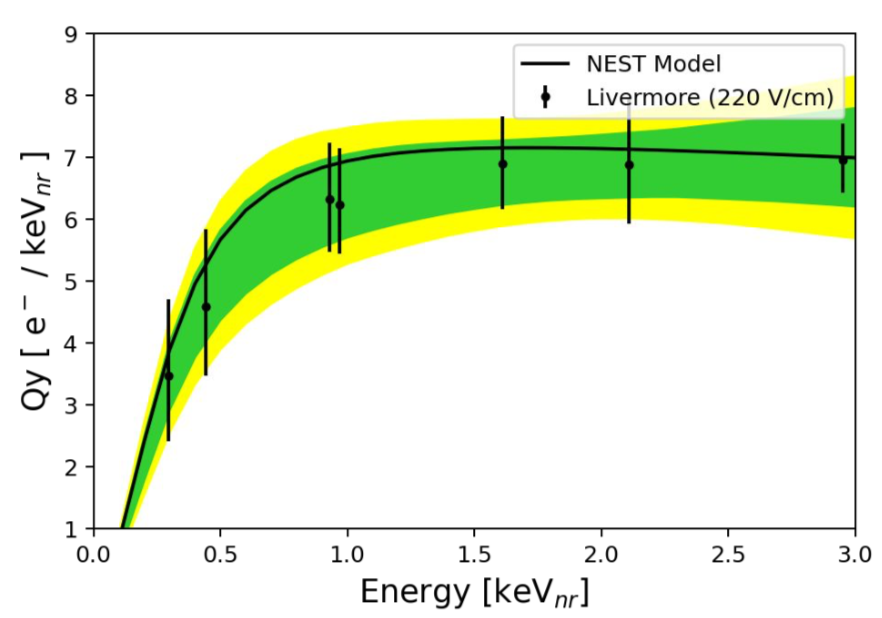 9
8
7
6
5
4
3
2
1
Qy [ e⁻ / keVₙᵣ ]
NEST Model
Livermore (220 V/cm)
0.0 0.5 1.0 1.5 2.0 2.5 3.0
Energy [keVₙᵣ]